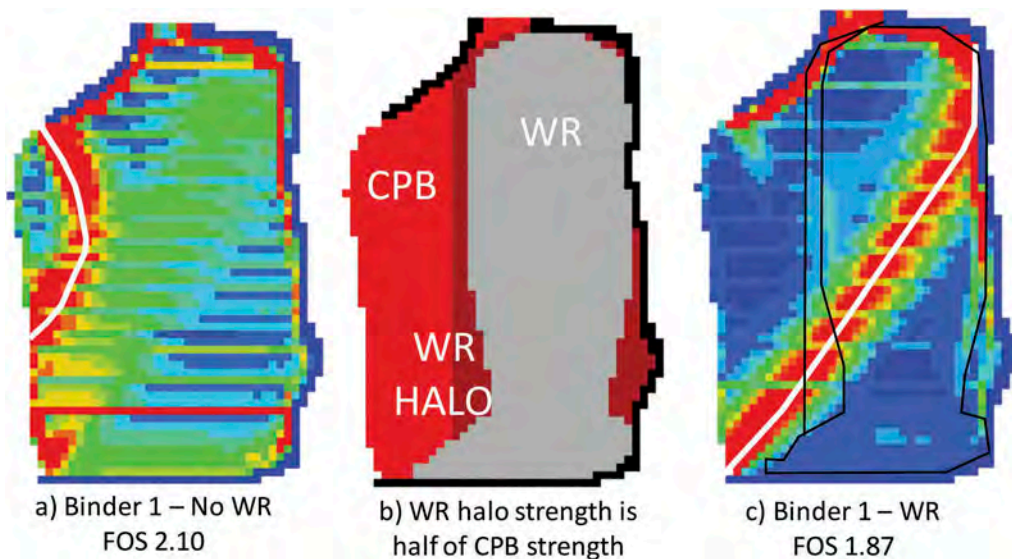 CPB
WR
WR
HALO
a) Binder 1 – No WR
FOS 2.10
b) WR halo strength is
half of CPB strength
c) Binder 1 – WR
FOS 1.87